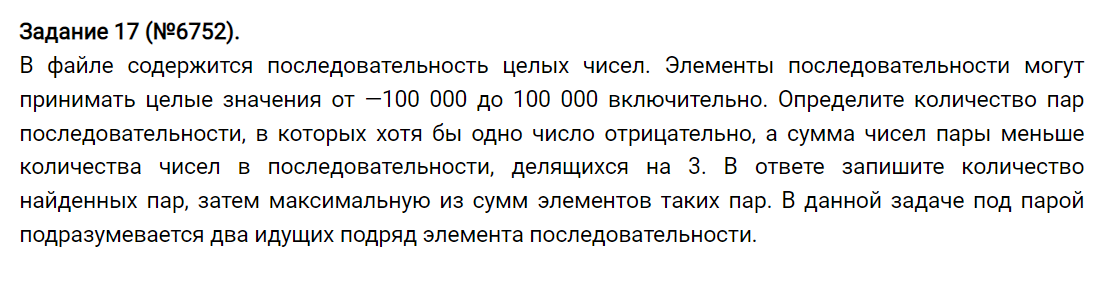 Задание 17 (№6752).
В файле содержится последовательность целых чисел. Элементы последовательности могут
принимать целые значения от —100 000 до 100 000 включительно. Определите количество пар
последовательности, в которых хотя бы одно число отрицательно, а сумма чисел пары меньше
количества чисел в последовательности, делящихся на 3. В ответе запишите количество
найденных пар, затем максимальную из сумм элементов таких пар. В данной задаче под парой
подразумевается два идущих подряд элемента последовательности.